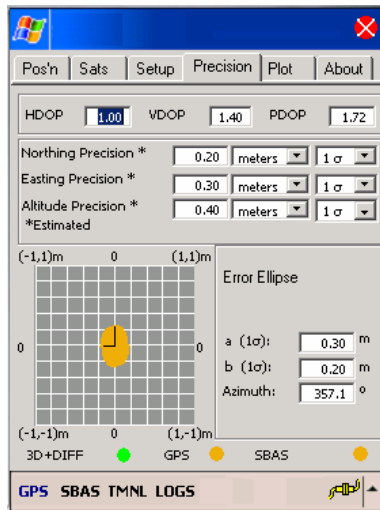 Pos'n Sats Setup Precision Plot About
HDOP 1.00 VDOP 1.40 PDOP 1.72
Northing Precision * 0.20 meters 1 σ
Easting Precision * 0.30 meters 1 σ
Altitude Precision * 0.40 meters 1 σ
*Estimated
(-1,1)m 0 (1,1)m
Error Ellipse
a (1σ): 0.30 m
0 0
b (1σ): 0.20 m
Azimuth: 357.1 °
(-1,-1)m 0 (1,-1)m
3D+DIFF GPS SBAS
GPS SBAS TMNL LOGS